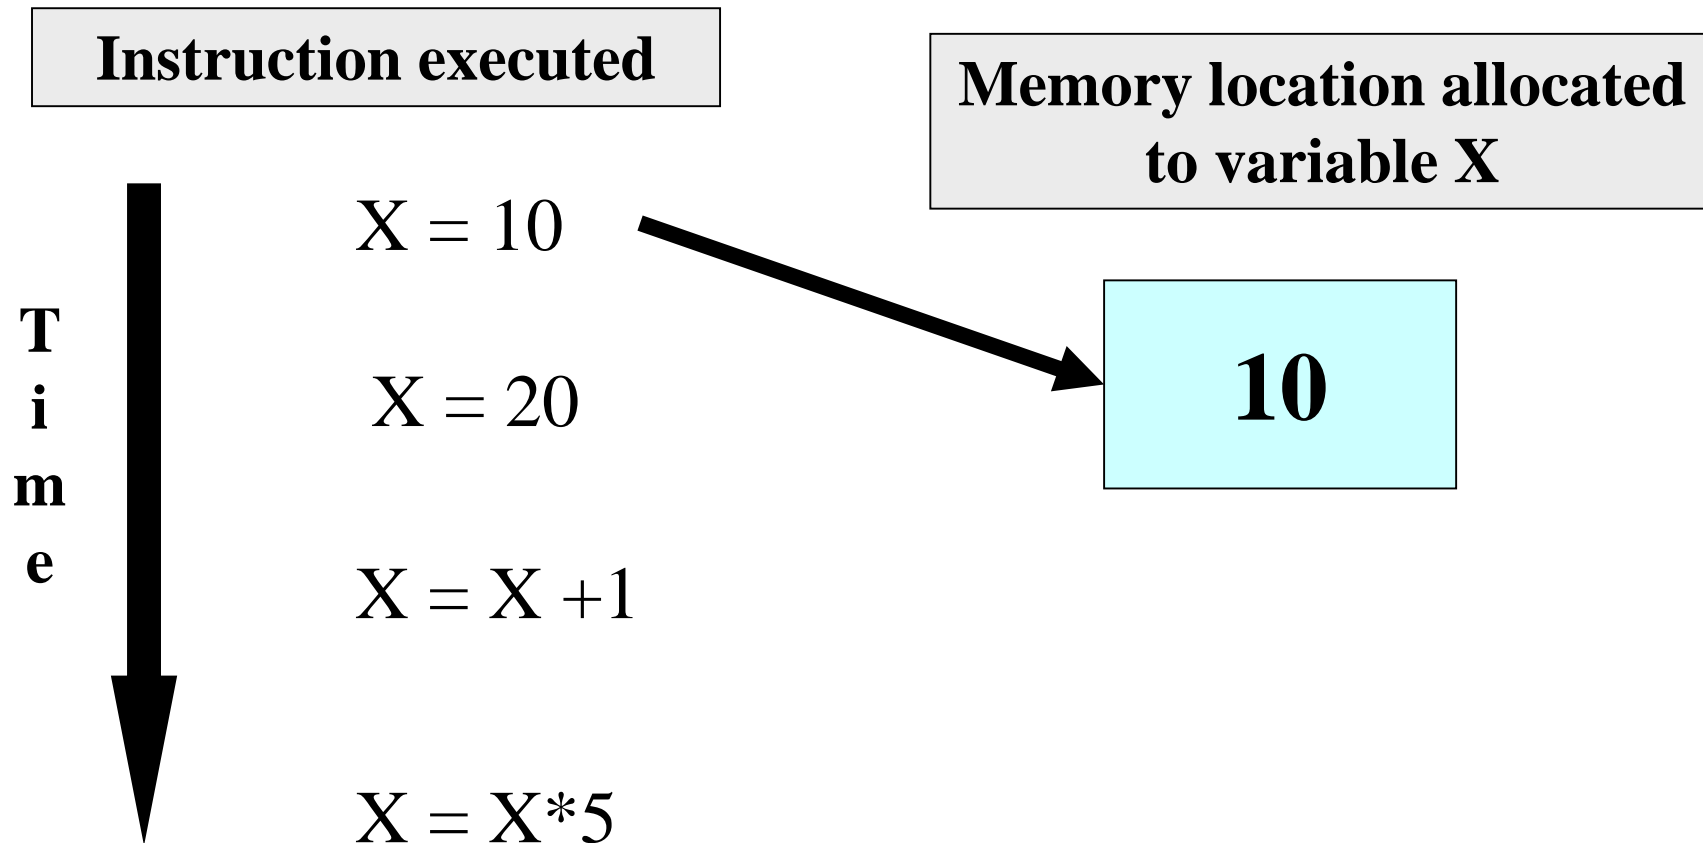 Instruction executed
Memory location allocated
to variable X
T
i
m
e
X = 10
X = 20
X = X +1
X = X*5
10